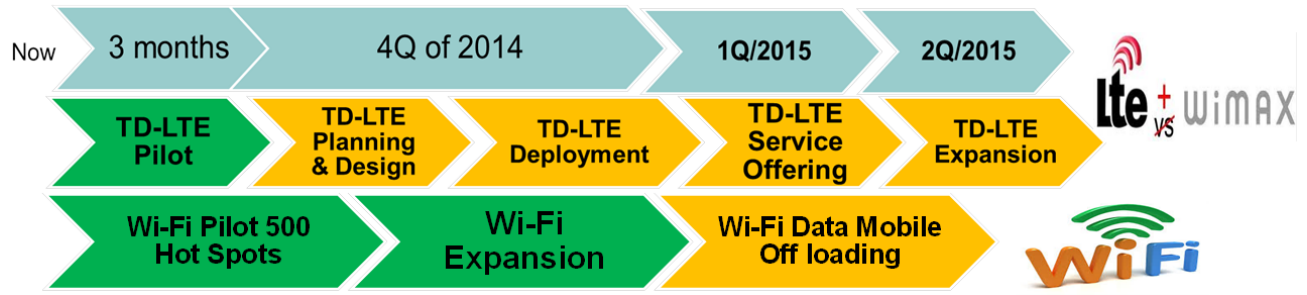 Now
3 months
4Q of 2014
1Q/2015
2Q/2015
lte + vs wimax
TD-LTE
Pilot
TD-LTE
Planning
& Design
TD-LTE
Deployment
TD-LTE
Service
Offering
TD-LTE
Expansion
Wi-Fi Pilot 500
Hot Spots
Wi-Fi
Expansion
Wi-Fi Data Mobile
Off loading
WiFi